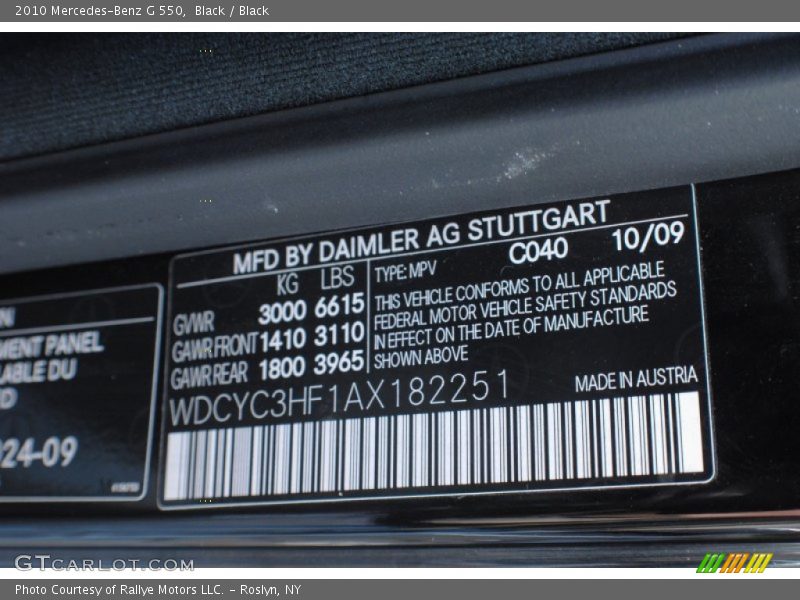 2010 Mercedes-Benz G 550,  Black / Black
MFD BY DAIMLER AG STUTTGART
KG LBS
GVWR 3000 6615
GAWR FRONT 1410 3110
GAWR REAR 1800 3965
TYPE: MPV C040 10/09
THIS VEHICLE CONFORMS TO ALL APPLICABLE
FEDERAL MOTOR VEHICLE SAFETY STANDARDS
IN EFFECT ON THE DATE OF MANUFACTURE
SHOWN ABOVE
WDCYC3HF1AX182251
MADE IN AUSTRIA
MENT PANEL
LABLE DU
24-09
GTCARLOT.COM
Photo Courtesy of Rallye Motors LLC. - Roslyn, NY